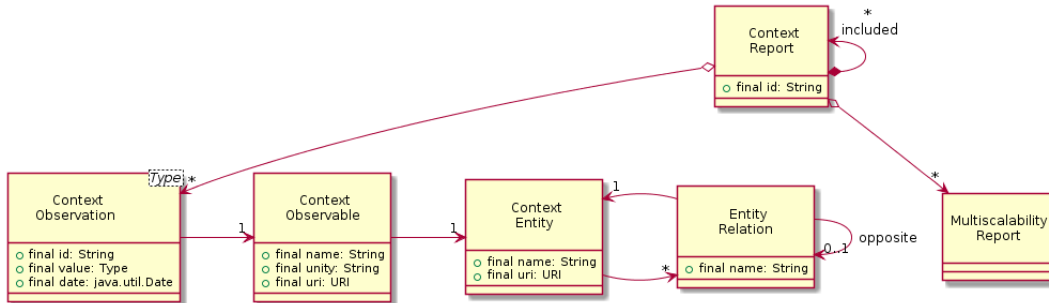 *
included
Context
Report
final id: String
Type
*
Context
Observation
final id: String
final value: Type
final date: java.util.Date
1
Context
Observable
final name: String
final unity: String
final uri: URI
1
Context
Entity
final name: String
final uri: URI
1
*
Entity
Relation
final name: String
0..1
opposite
*
Multiscalability
Report